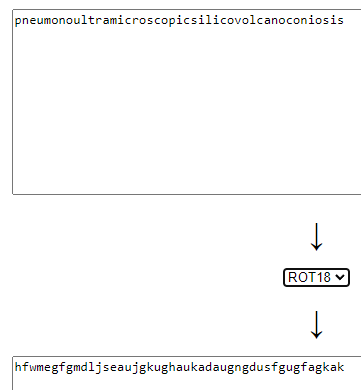 pneumonoultramicroscopicsilicovolcanoconiosis
↓
ROT18
↓
hfwmegfgmdljseaujgkughaukadaugngdusfgugfagkak